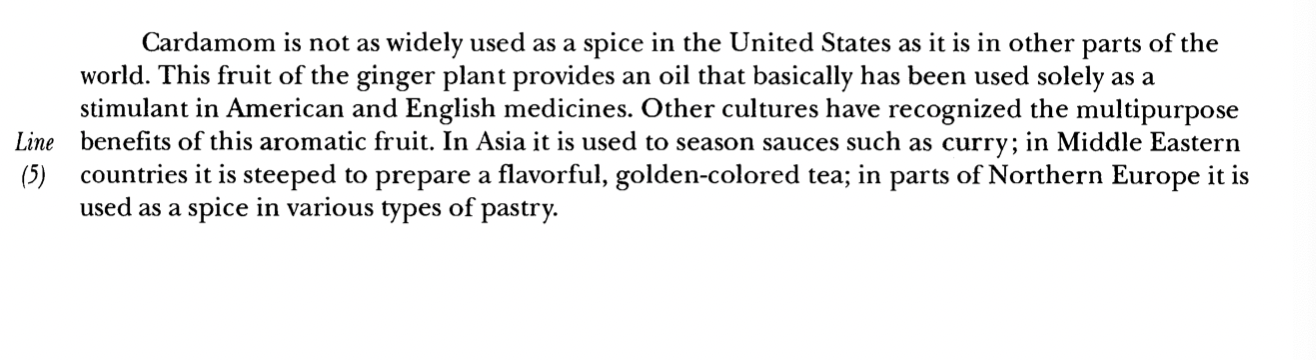 Cardamom is not as widely used as a spice in the United States as it is in other parts of the
world. This fruit of the ginger plant provides an oil that basically has been used solely as a
stimulant in American and English medicines. Other cultures have recognized the multipurpose
Line benefits of this aromatic fruit. In Asia it is used to season sauces such as curry; in Middle Eastern
(5) countries it is steeped to prepare a flavorful, golden-colored tea; in parts of Northern Europe it is
used as a spice in various types of pastry.